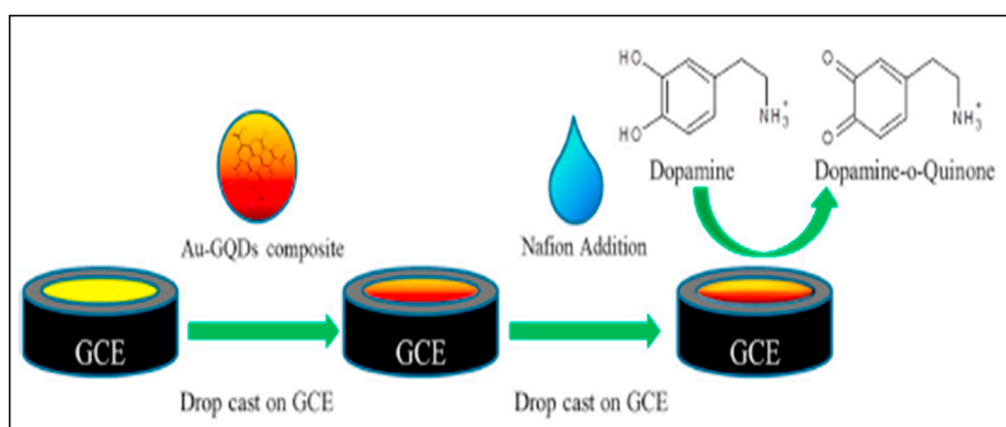 HO
HO
NH₃⁺
Dopamine
O
O
NH₃⁺
Dopamine-o-Quinone
Au-GQDs composite
Nafion Addition
GCE
GCE
GCE
Drop cast on GCE
Drop cast on GCE